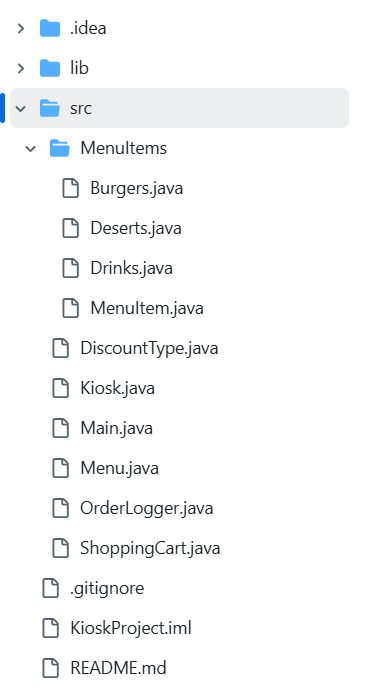 .idea
lib
src
MenuItems
Burgers.java
Deserts.java
Drinks.java
MenuItem.java
DiscountType.java
Kiosk.java
Main.java
Menu.java
OrderLogger.java
ShoppingCart.java
.gitignore
KioskProject.iml
README.md